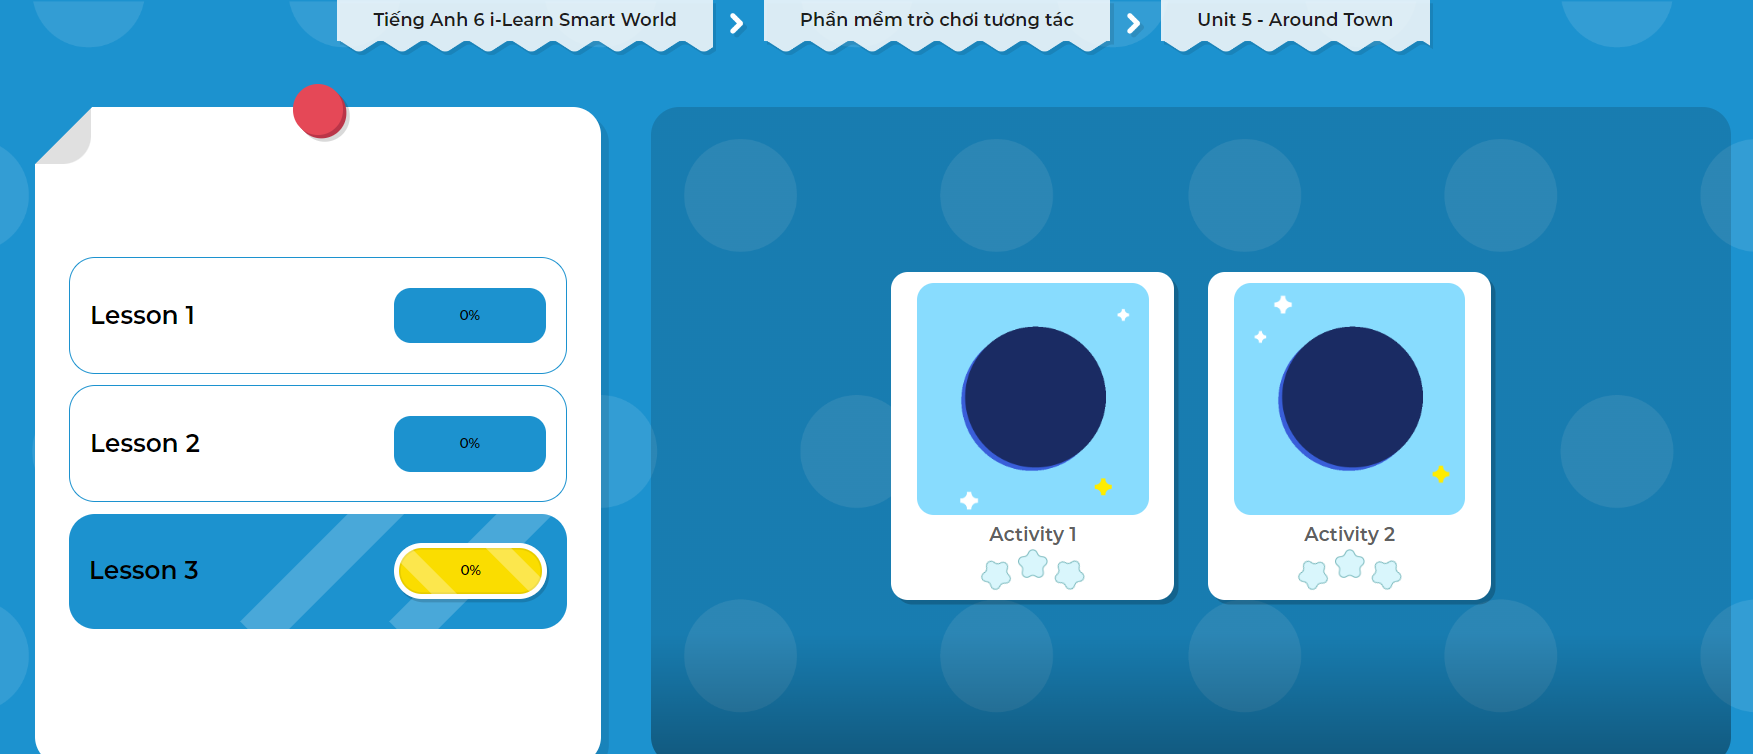 Tiếng Anh 6 i-Learn Smart World
Phần mềm trò chơi tương tác
Unit 5 - Around Town
Lesson 1
0%
Lesson 2
0%
Lesson 3
0%
Activity 1
Activity 2